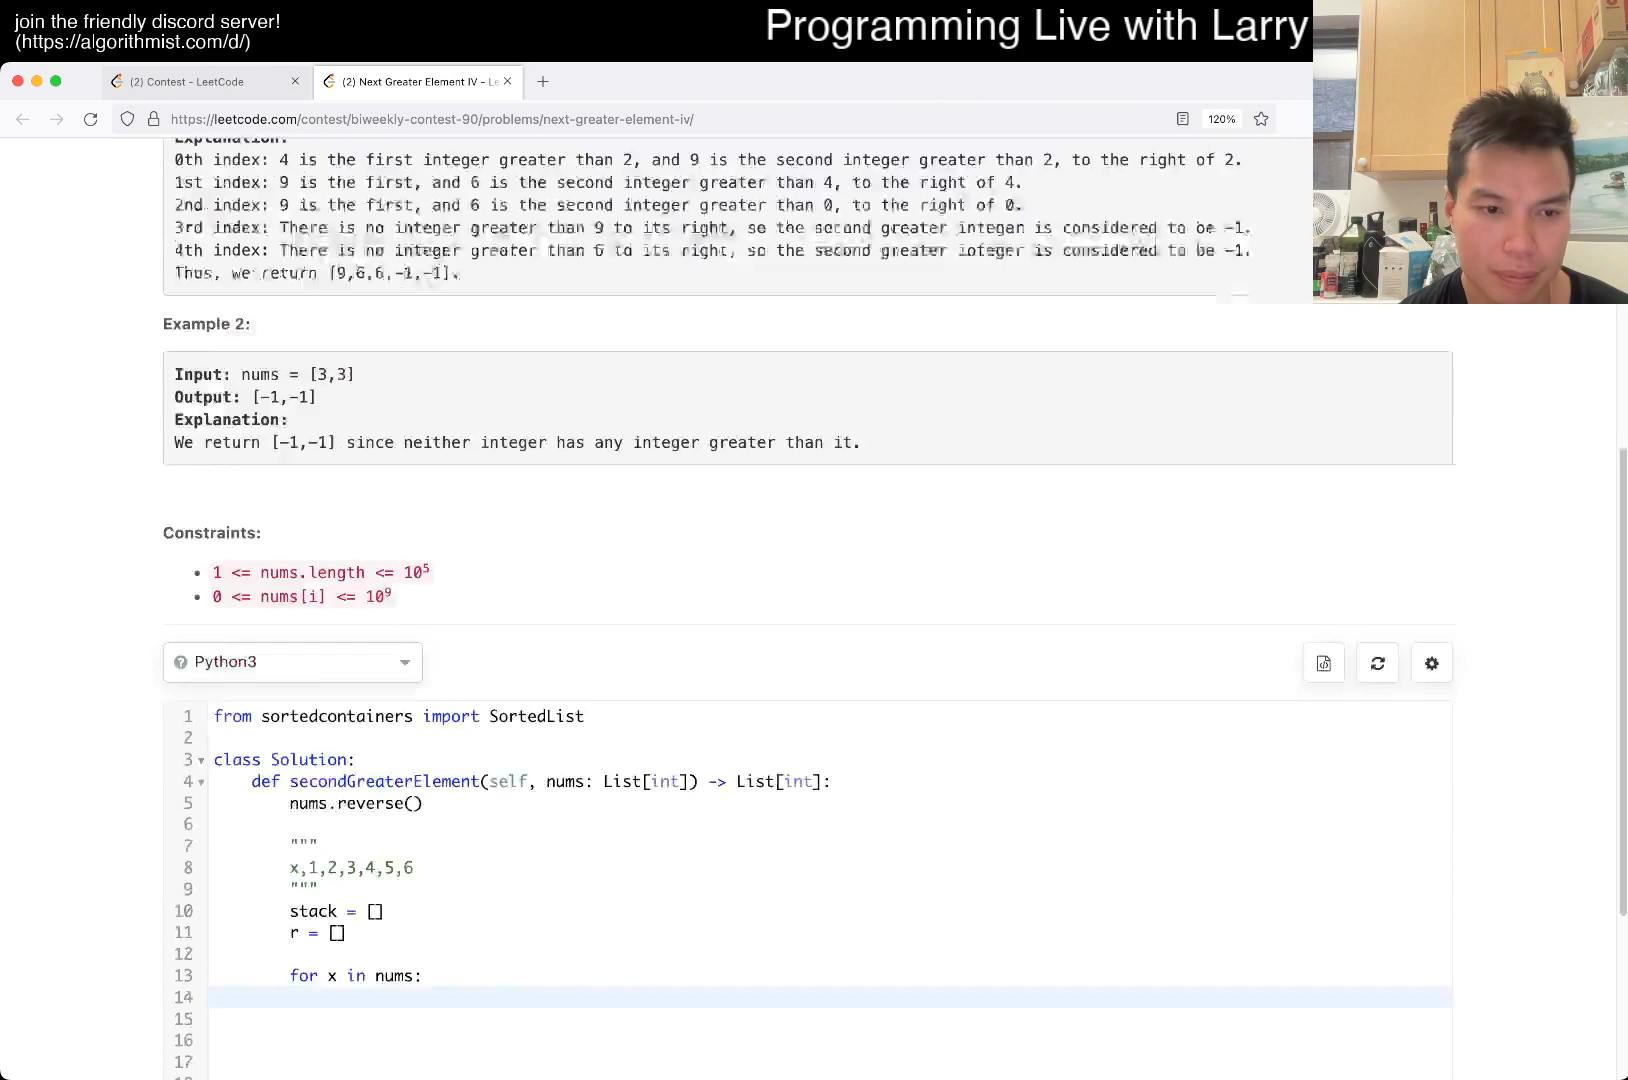 join the friendly discord server!
(https://algorithmist.com/d/)
Programming Live with Larry
(2) Contest - LeetCode
(2) Next Greater Element IV - Le
https://leetcode.com/contest/biweekly-contest-90/problems/next-greater-element-iv/
120%
Explanation:
0th index: 4 is the first integer greater than 2, and 9 is the second integer greater than 2, to the right of 2.
1st index: 9 is the first, and 6 is the second integer greater than 4, to the right of 4.
2nd index: 9 is the first, and 6 is the second integer greater than 0, to the right of 0.
3rd index: There is no integer greater than 9 to its right, so the second greater integer is considered to be -1.
4th index: There is no integer greater than 6 to its right, so the second greater integer is considered to be -1.
Thus, we return [9,6,6,-1,-1].
Example 2:
Input: nums = [3,3]
Output: [-1,-1]
Explanation:
We return [-1,-1] since neither integer has any integer greater than it.
Constraints:
1 <= nums.length <= 10⁵
0 <= nums[i] <= 10⁹
Python3
1 from sortedcontainers import SortedList
2
3 class Solution:
4 def secondGreaterElement(self, nums: List[int]) -> List[int]:
5 nums.reverse()
6
7 """
8 x,1,2,3,4,5,6
9 """
10 stack = []
11 r = []
12
13 for x in nums:
14
15
16
17